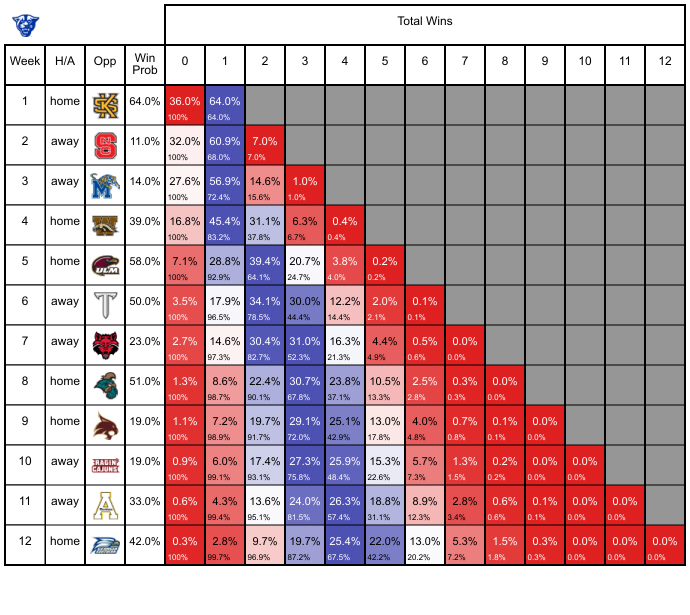 Total Wins
Week H/A Opp Win Prob 0 1 2 3 4 5 6 7 8 9 10 11 12
1 home KS 64.0% 36.0% 64.0%
100% 64.0%
2 away S 11.0% 32.0% 60.9% 7.0%
100% 68.0% 7.0%
3 away M 14.0% 27.6% 56.9% 14.6% 1.0%
100% 72.4% 15.6% 1.0%
4 home W 39.0% 16.8% 45.4% 31.1% 6.3% 0.4%
100% 83.2% 37.8% 6.7% 0.4%
5 home ULM 58.0% 7.1% 28.8% 39.4% 20.7% 3.8% 0.2%
100% 92.9% 64.1% 24.7% 4.0% 0.2%
6 away T 50.0% 3.5% 17.9% 34.1% 30.0% 12.2% 2.0% 0.1%
100% 96.5% 78.5% 44.4% 14.4% 2.1% 0.1%
7 away 23.0% 2.7% 14.6% 30.4% 31.0% 16.3% 4.4% 0.5% 0.0%
100% 97.3% 82.7% 52.3% 21.3% 4.9% 0.6% 0.0%
8 home 51.0% 1.3% 8.6% 22.4% 30.7% 23.8% 10.5% 2.5% 0.3% 0.0%
100% 98.7% 90.1% 67.8% 37.1% 13.3% 2.8% 0.3% 0.0%
9 home 19.0% 1.1% 7.2% 19.7% 29.1% 25.1% 13.0% 4.0% 0.7% 0.1% 0.0%
100% 98.9% 91.7% 72.0% 42.9% 17.8% 4.8% 0.8% 0.1% 0.0%
10 away RAGIN' CAJUNS 19.0% 0.9% 6.0% 17.4% 27.3% 25.9% 15.3% 5.7% 1.3% 0.2% 0.0% 0.0%
100% 99.1% 93.1% 75.8% 48.4% 22.6% 7.3% 1.5% 0.2% 0.0% 0.0%
11 away A 33.0% 0.6% 4.3% 13.6% 24.0% 26.3% 18.8% 8.9% 2.8% 0.6% 0.1% 0.0% 0.0%
100% 99.4% 95.1% 81.5% 57.4% 31.1% 12.3% 3.4% 0.6% 0.1% 0.0% 0.0%
12 home 42.0% 0.3% 2.8% 9.7% 19.7% 25.4% 22.0% 13.0% 5.3% 1.5% 0.3% 0.0% 0.0% 0.0%
100% 99.7% 96.9% 87.2% 67.5% 42.2% 20.2% 7.2% 1.8% 0.3% 0.0% 0.0% 0.0%